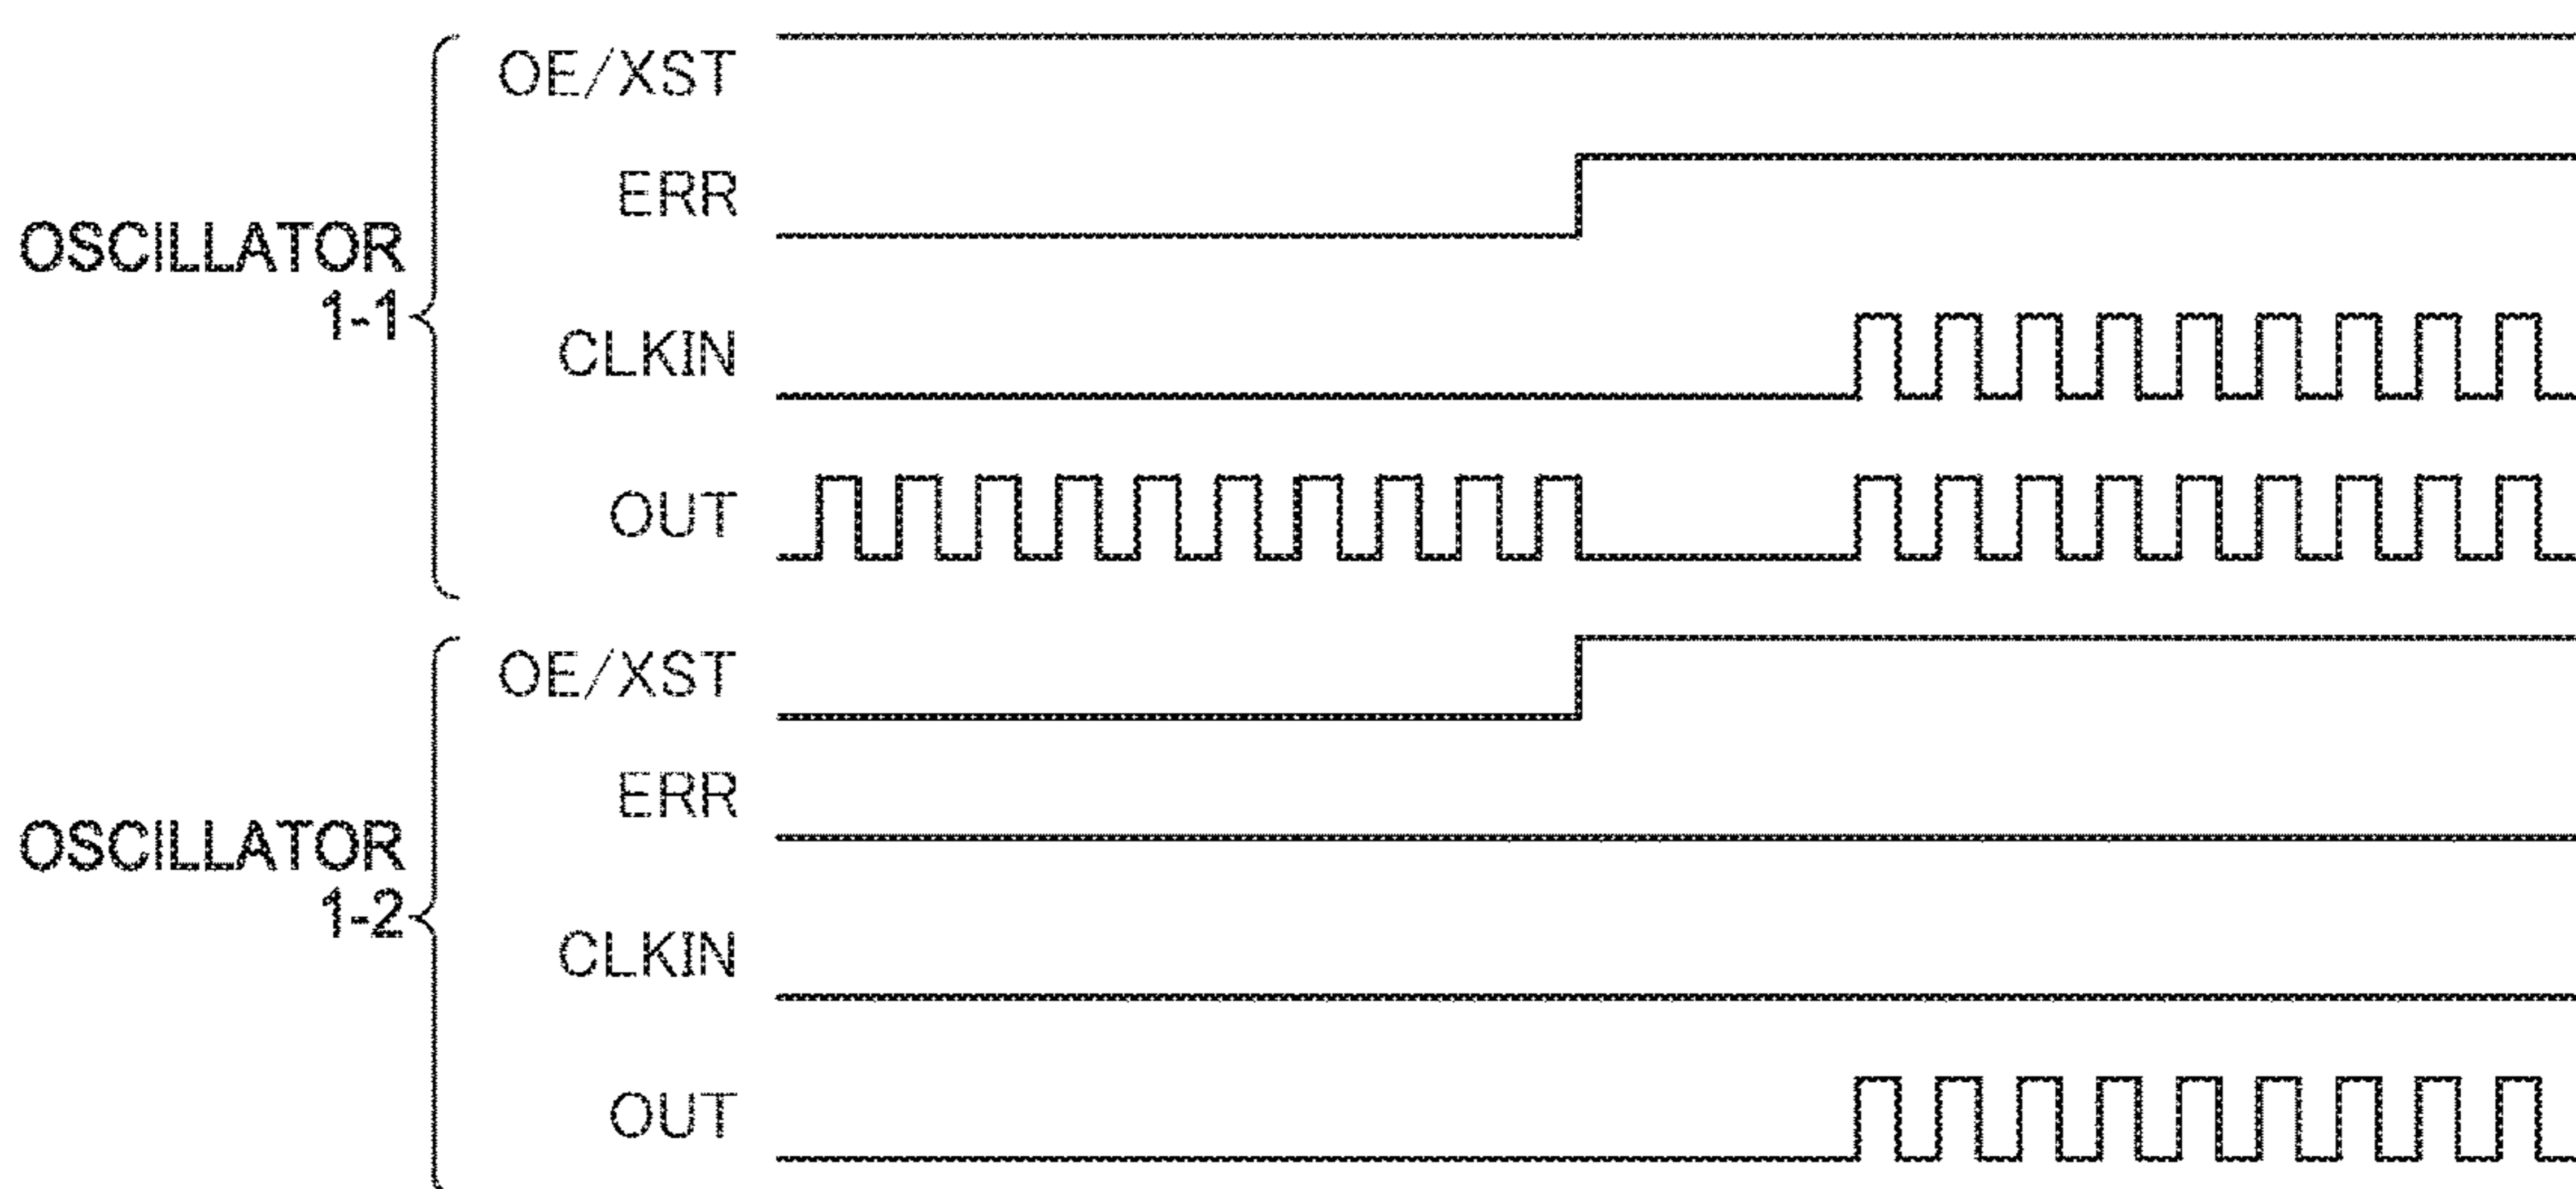 OSCILLATOR
1-1
OE/XST
ERR
CLKIN
OUT
OSCILLATOR
1-2
OE/XST
ERR
CLKIN
OUT